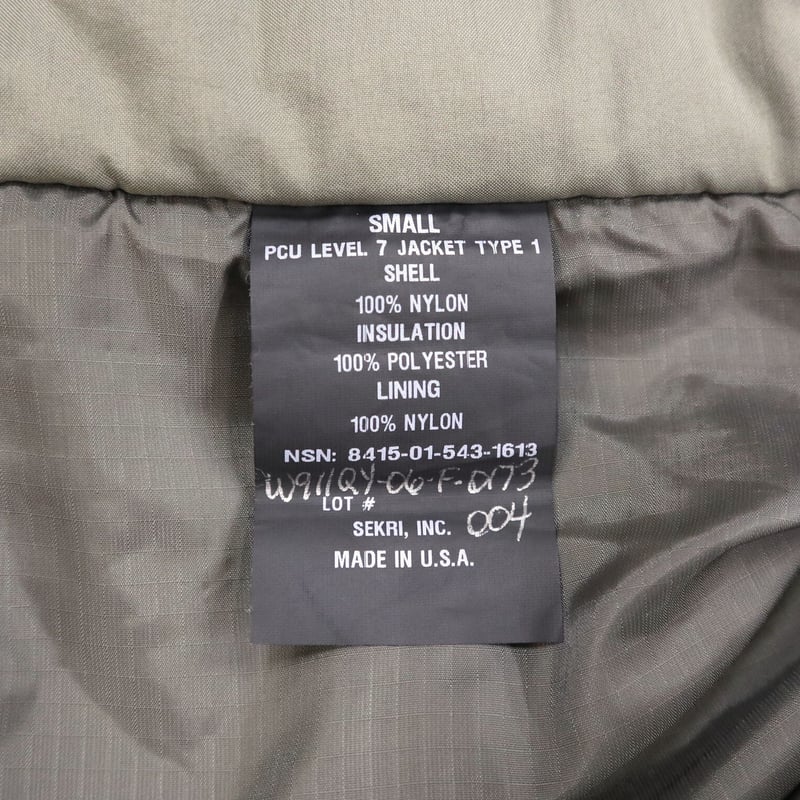 SMALL
PCU LEVEL 7 JACKET TYPE 1
SHELL
100% NYLON
INSULATION
100% POLYESTER
LINING
100% NYLON
NSN: 8415-01-543-1613
W911QY-06-F-0173
LOT # 004
SEKRI, INC.
MADE IN U.S.A.